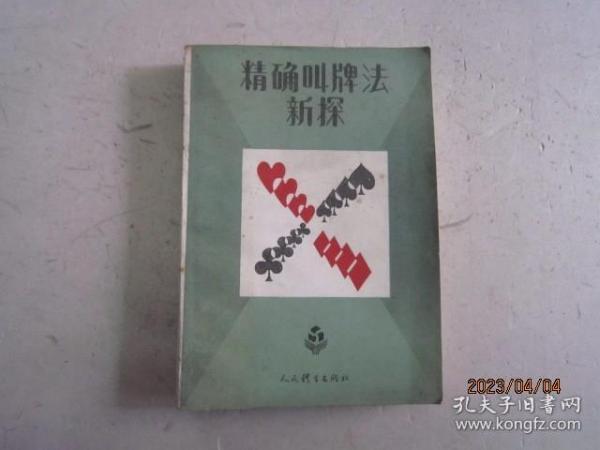 精确叫牌法
新探
人民体育出版社
2023/04/04
孔夫子旧书网
www.kongfz.com